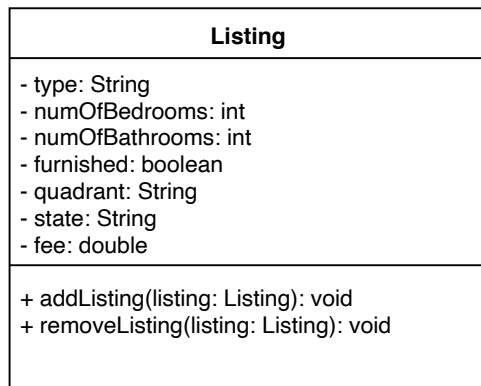 Listing
- type: String
- numOfBedrooms: int
- numOfBathrooms: int
- furnished: boolean
- quadrant: String
- state: String
- fee: double
+ addListing(listing: Listing): void
+ removeListing(listing: Listing): void